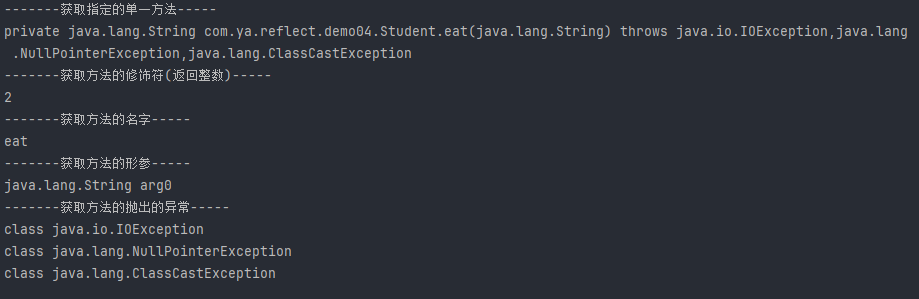 -------获取指定的单一方法-----
private java.lang.String com.ya.reflect.demo04.Student.eat(java.lang.String) throws java.io.IOException,java.lang
.NullPointerException,java.lang.ClassCastException
-------获取方法的修饰符(返回整数)-----
2
-------获取方法的名字-----
eat
-------获取方法的形参-----
java.lang.String arg0
-------获取方法的抛出的异常-----
class java.io.IOException
class java.lang.NullPointerException
class java.lang.ClassCastException